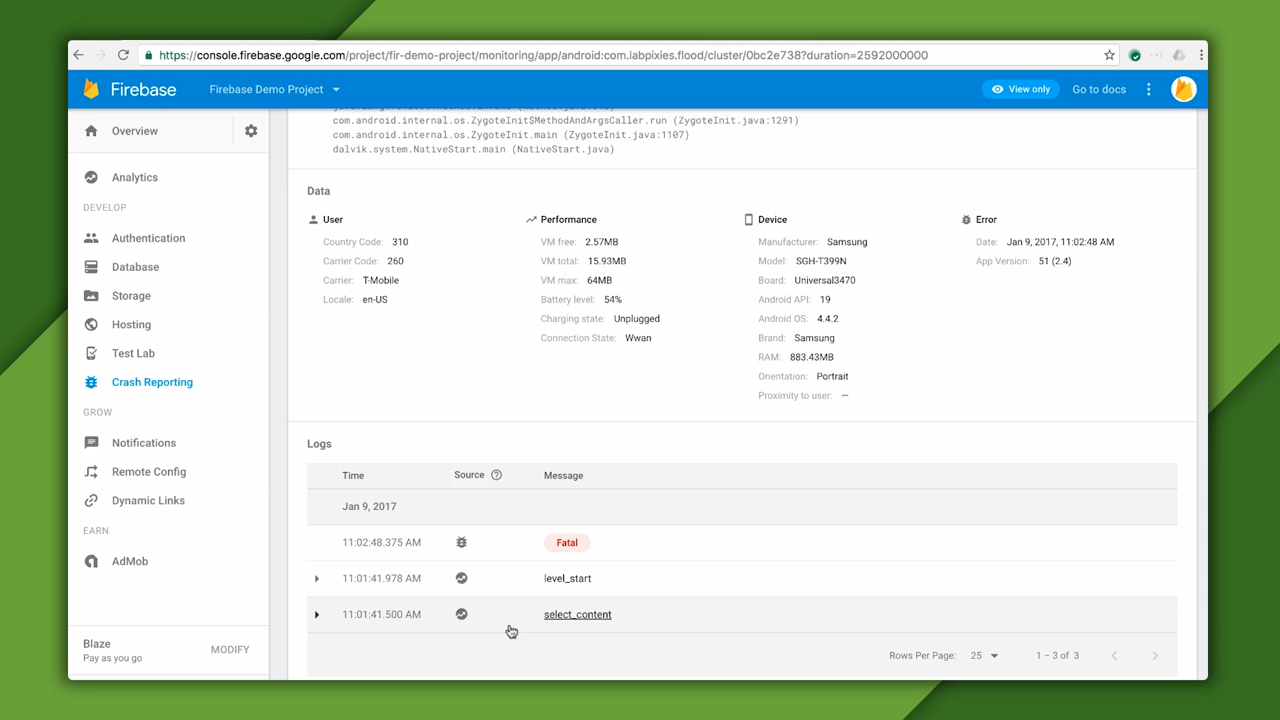 https://console.firebase.google.com/project/fir-demo-project/monitoring/app/android:com.labpixies.flood/cluster/0bc2e738?duration=2592000000
Firebase
Firebase Demo Project
View only
Go to docs
Overview
Analytics
DEVELOP
Authentication
Database
Storage
Hosting
Test Lab
Crash Reporting
GROW
Notifications
Remote Config
Dynamic Links
EARN
AdMob
Blaze
Pay as you go
MODIFY
com.android.internal.os.ZygoteInit$MethodAndArgsCaller.run (ZygoteInit.java:1291)
com.android.internal.os.ZygoteInit.main (ZygoteInit.java:1107)
dalvik.system.NativeStart.main (NativeStart.java)
Data
User
Country Code: 310
Carrier Code: 260
Carrier: T-Mobile
Locale: en-US
Performance
VM free: 2.57MB
VM total: 15.93MB
VM max: 64MB
Battery level: 54%
Charging state: Unplugged
Connection State: Wwan
Device
Manufacturer: Samsung
Model: SGH-T399N
Board: Universal3470
Android API: 19
Android OS: 4.4.2
Brand: Samsung
RAM: 883.43MB
Orientation: Portrait
Proximity to user: —
Error
Date: Jan 9, 2017, 11:02:48 AM
App Version: 51 (2.4)
Logs
Time Source ? Message
Jan 9, 2017
11:02:48.375 AM Fatal
11:01:41.978 AM level_start
11:01:41.500 AM select_content
Rows Per Page: 25 1 – 3 of 3